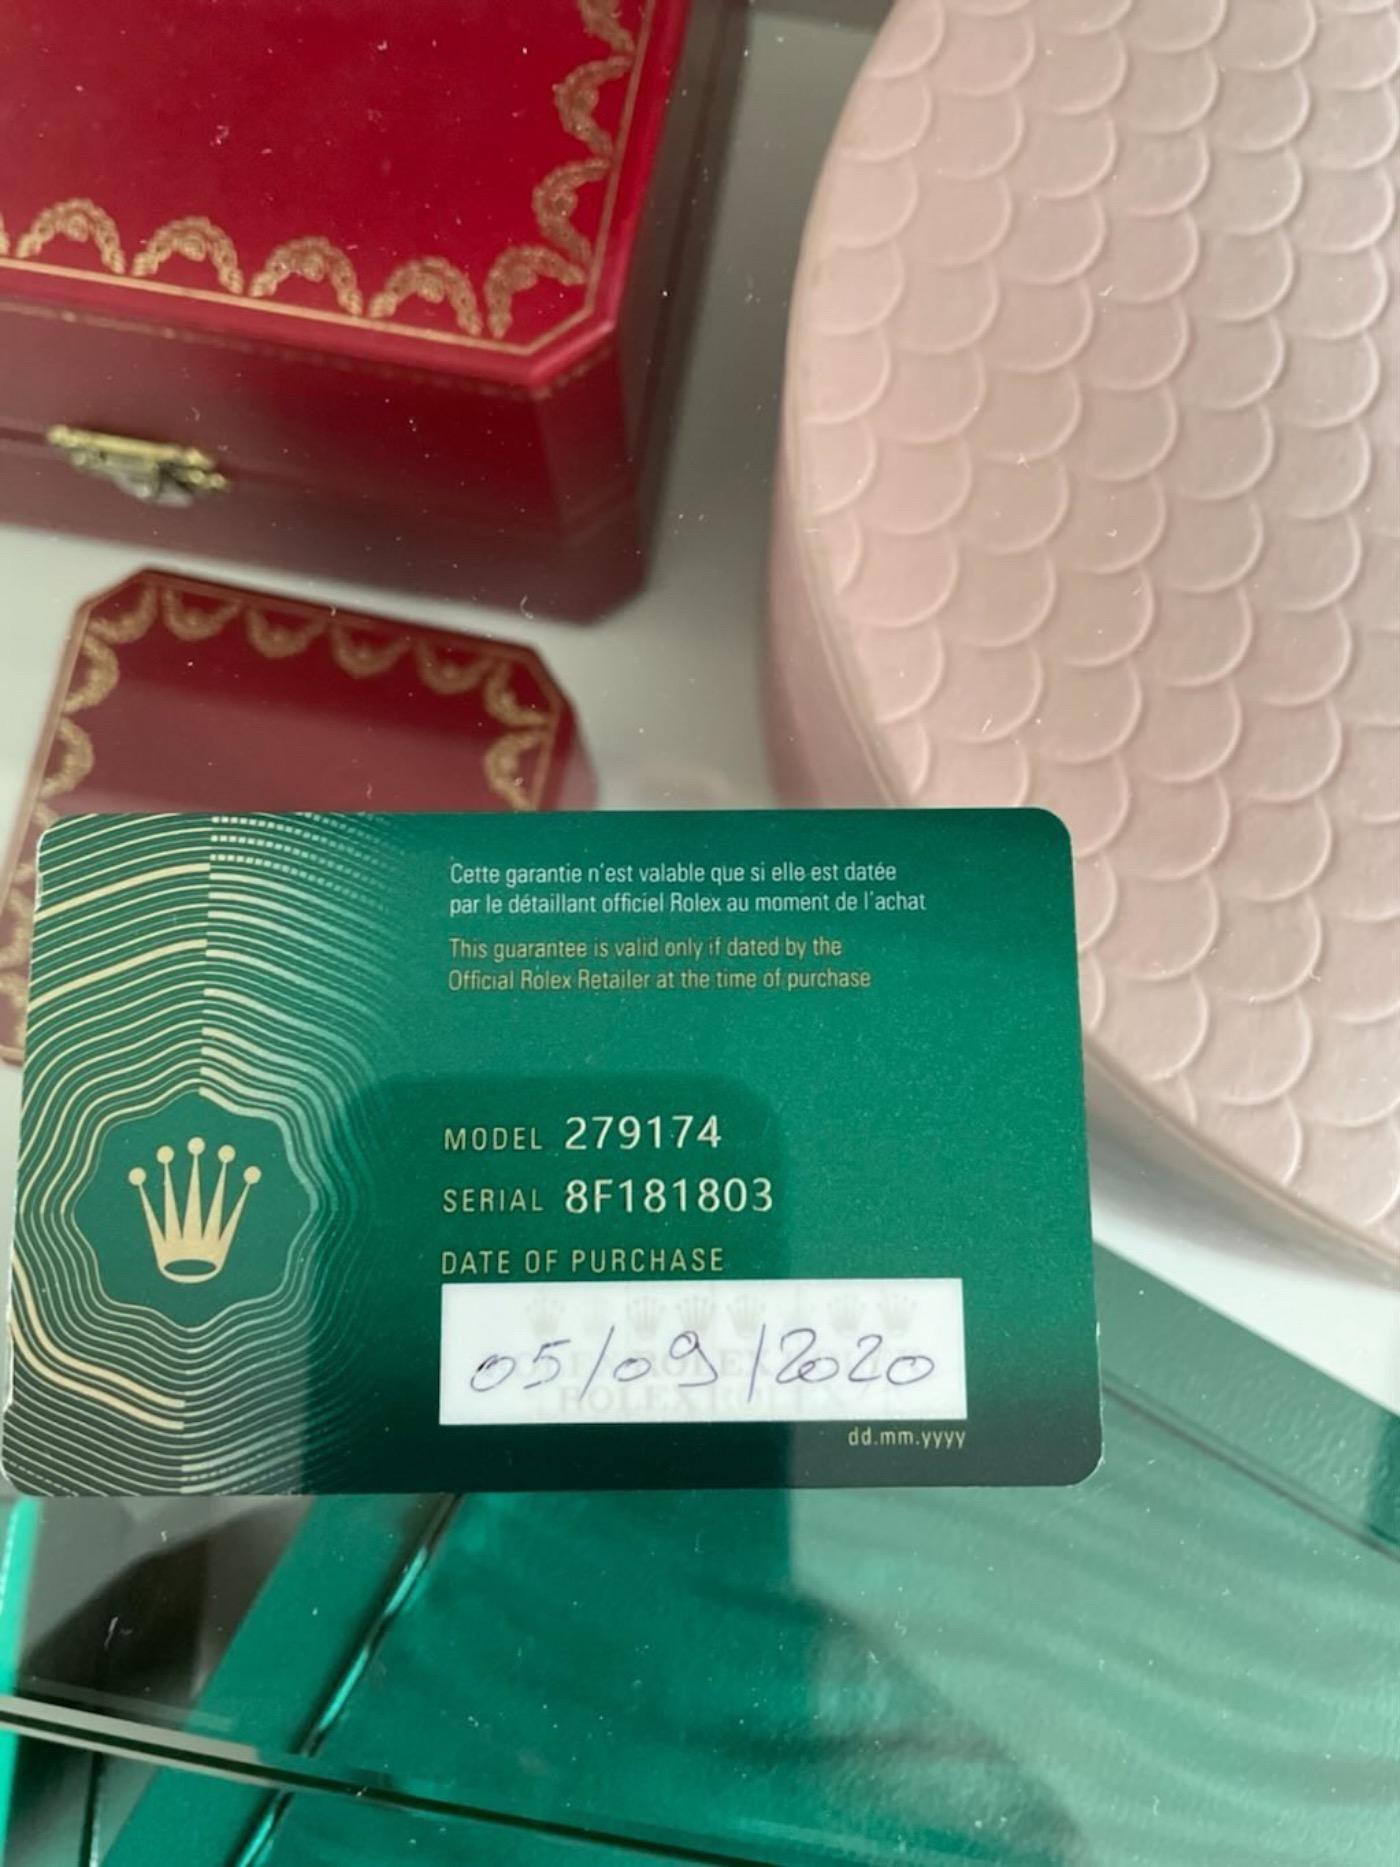 Cette garantie n'est valable que si elle est datée
par le détaillant officiel Rolex au moment de l'achat
This guarantee is valid only if dated by the
Official Rolex Retailer at the time of purchase
MODEL 279174
SERIAL 8F181803
DATE OF PURCHASE
05/09/2020
ROLEX ROLEX
dd.mm.yyyy